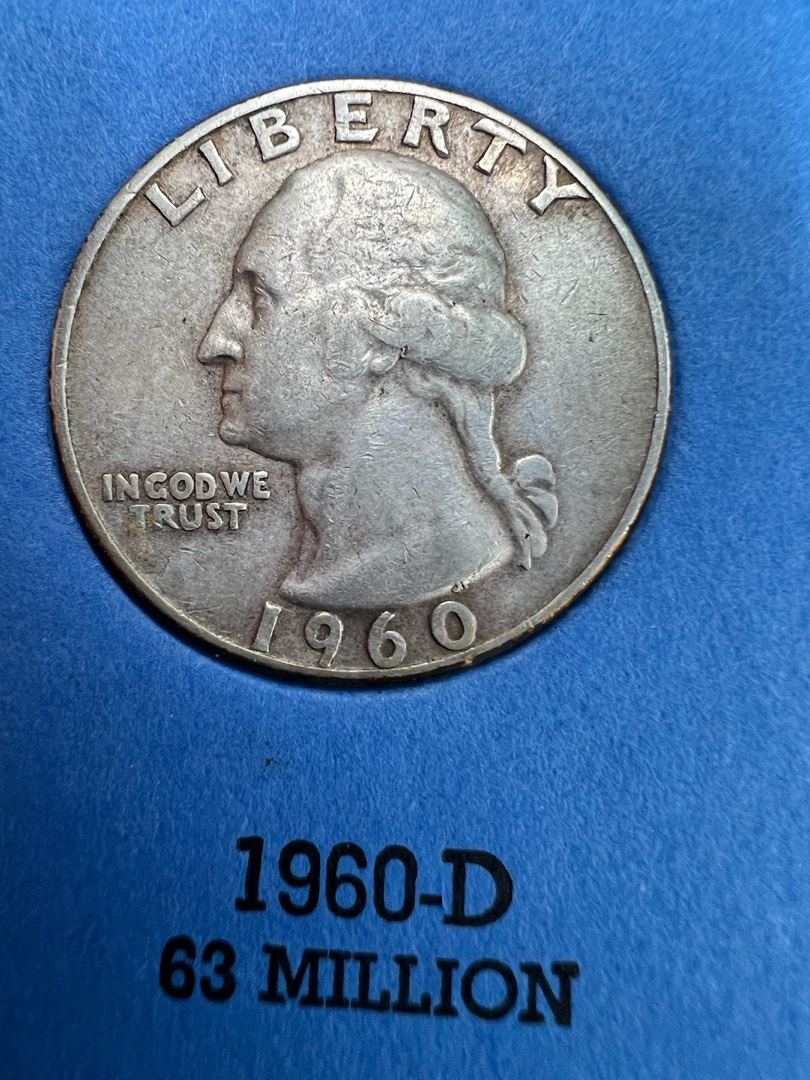 LIBERTY
IN GOD WE
TRUST
1960
1960-D
63 MILLION